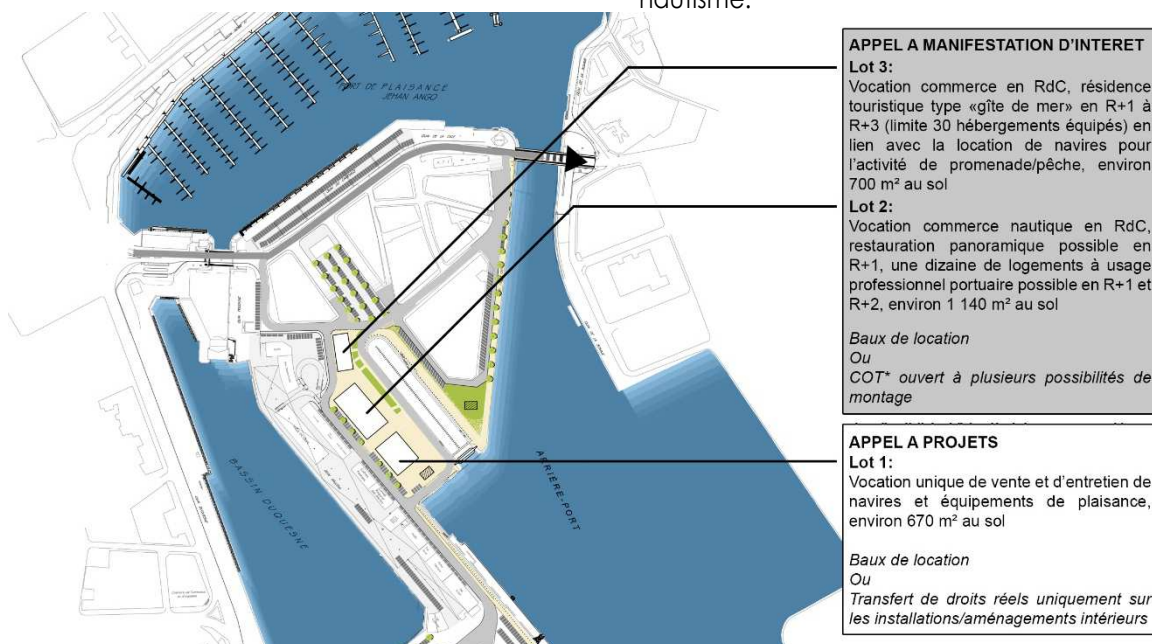 nautisme.
PORT DE PLAISANCE
JEHAN ANGO
BASSIN DUQUESNE
ARRIÈRE-PORT
APPEL A MANIFESTATION D'INTERET
Lot 3:
Vocation commerce en RdC, résidence
touristique type «gîte de mer» en R+1 à
R+3 (limite 30 hébergements équipés) en
lien avec la location de navires pour
l'activité de promenade/pêche, environ
700 m² au sol
Lot 2:
Vocation commerce nautique en RdC,
restauration panoramique possible en
R+1, une dizaine de logements à usage
professionnel portuaire possible en R+1 et
R+2, environ 1 140 m² au sol
Baux de location
Ou
COT* ouvert à plusieurs possibilités de
montage
APPEL A PROJETS
Lot 1:
Vocation unique de vente et d'entretien de
navires et équipements de plaisance,
environ 670 m² au sol
Baux de location
Ou
Transfert de droits réels uniquement sur
les installations/aménagements intérieurs